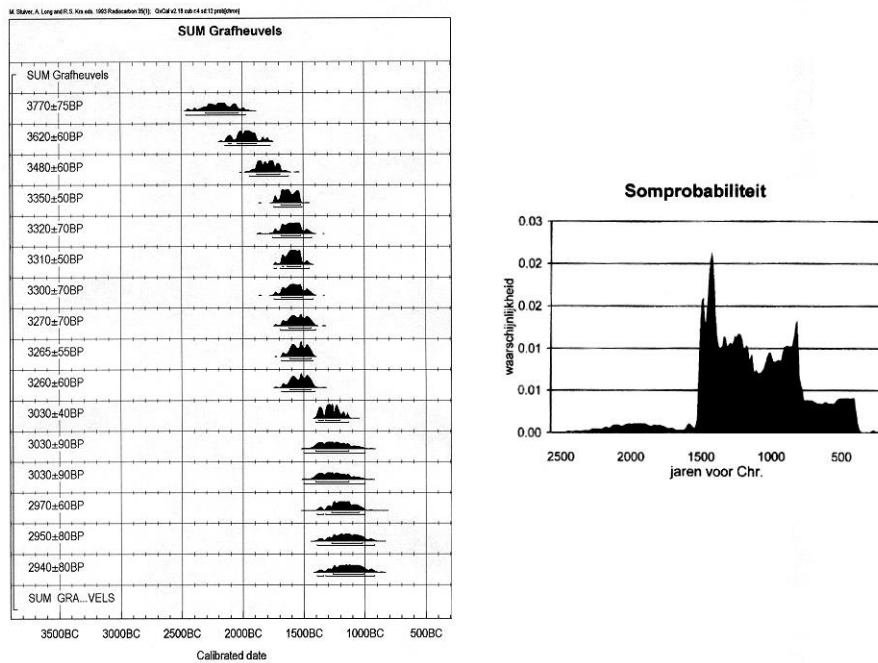 M. Stuiver, A. Long and R.S. Kra eds. 1993 Radiocarbon 35(1); OxCal v2.18 cub r:4 sd:12 prob[chron]
SUM Grafheuvels
SUM Grafheuvels
3770±75BP
3620±60BP
3480±60BP
3350±50BP
3320±70BP
3310±50BP
3300±70BP
3270±70BP
3265±55BP
3260±60BP
3030±40BP
3030±90BP
3030±90BP
2970±60BP
2950±80BP
2940±80BP
SUM GRA...VELS
3500BC 3000BC 2500BC 2000BC 1500BC 1000BC 500BC
Calibrated date
Somprobabiliteit
waarschijnlijkheid
0.03
0.02
0.02
0.01
0.01
0.00
2500 2000 1500 1000 500
jaren voor Chr.